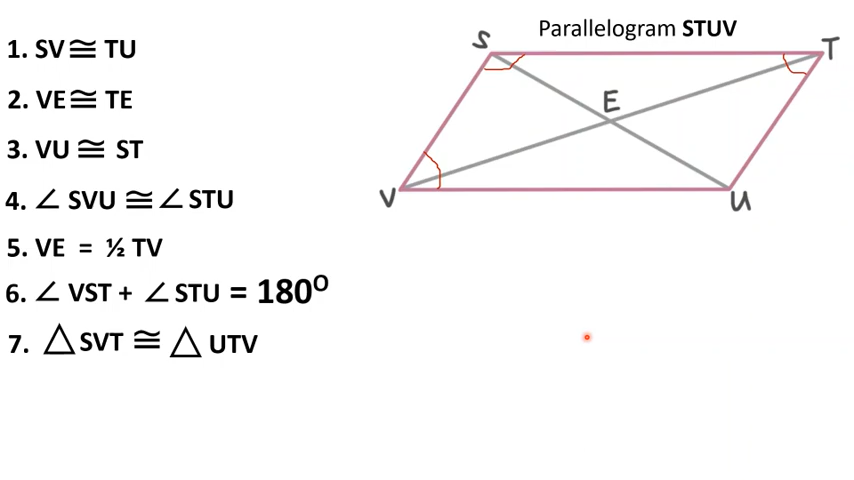 Parallelogram STUV
1. SV ≅ TU
2. VE ≅ TE
3. VU ≅ ST
4. ∠ SVU ≅ ∠ STU
5. VE = ½ TV
6. ∠ VST + ∠ STU = 180⁰
7. △ SVT ≅ △ UTV
S
T
E
V
U